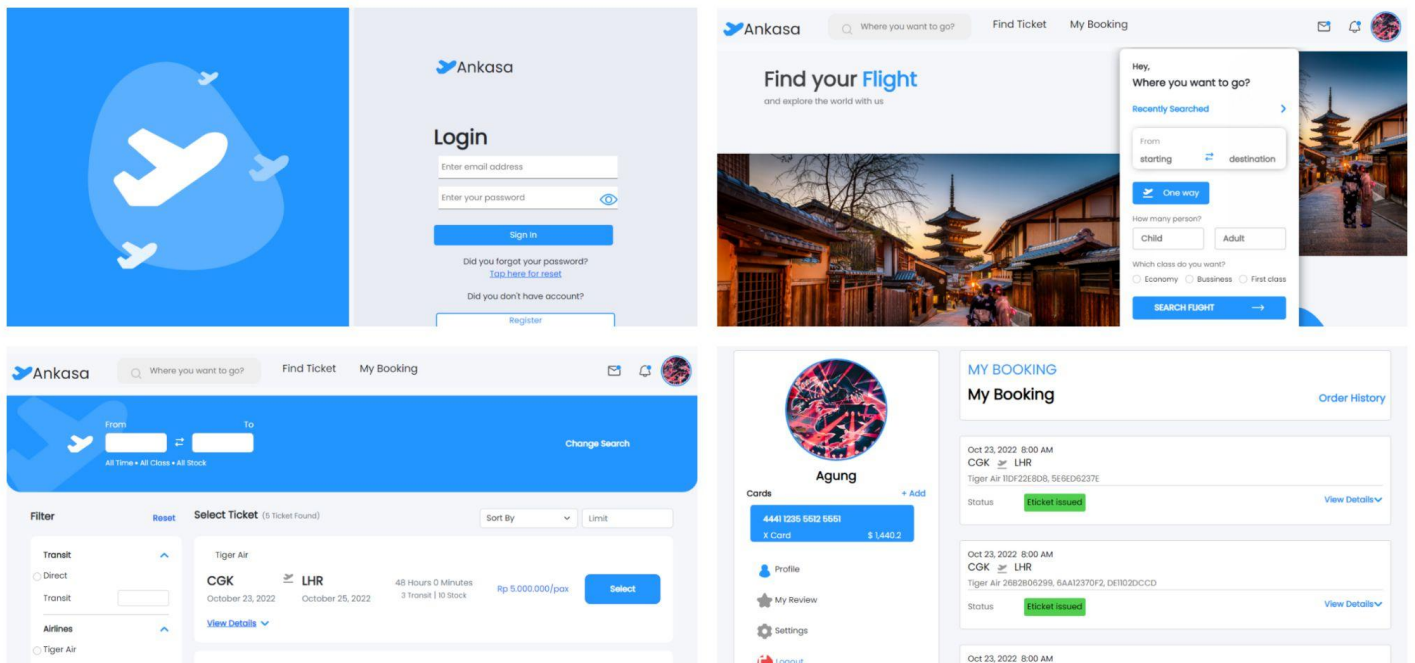 Ankasa
Login
Enter email address
Enter your password
Sign In
Did you forgot your password?
Tap here for reset
Did you don't have account?
Register
Ankasa
Where you want to go?
Find Ticket
My Booking
Find your Flight
and explore the world with us
Hey,
Where you want to go?
Recently Searched
From
starting
destination
One way
How many person?
Child
Adult
Which class do you want?
Economy
Bussiness
First class
SEARCH FLIGHT
Ankasa
Where you want to go?
Find Ticket
My Booking
From
To
All Time • All Class • All Stock
Change Search
Filter
Reset
Transit
Direct
Transit
Airlines
Tiger Air
Select Ticket (5 Ticket Found)
Sort By
Limit
Tiger Air
CGK
LHR
October 23, 2022
October 25, 2022
48 Hours 0 Minutes
3 Transit | 10 Stock
Rp 5.000.000/pax
Select
View Details
Agung
Cards
+ Add
4441 1235 5512 5551
X Card
$ 1,440.2
Profile
My Review
Settings
Logout
MY BOOKING
My Booking
Order History
Oct 23, 2022 8:00 AM
CGK LHR
Tiger Air 11DF22E8D8, 5E6ED6237E
Status
Eticket issued
View Details
Oct 23, 2022 8:00 AM
CGK LHR
Tiger Air 26B2B06299, 6AA12370F2, DE1102DCCD
Status
Eticket issued
View Details
Oct 23, 2022 8:00 AM